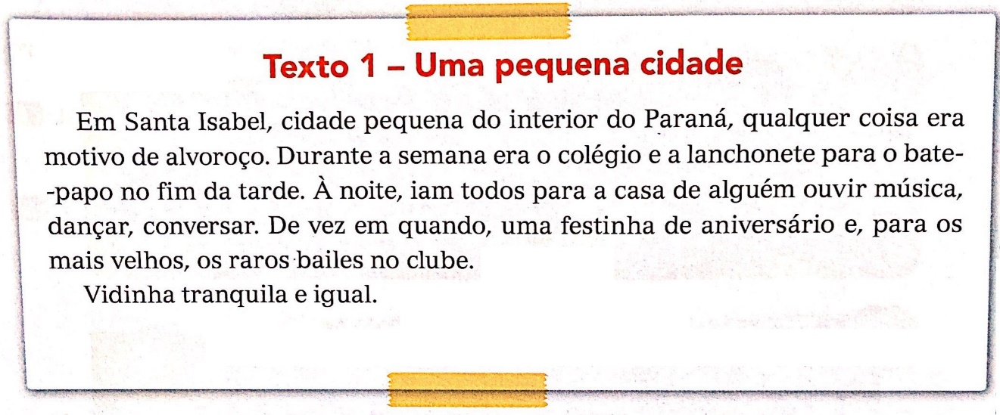 Texto 1 – Uma pequena cidade
Em Santa Isabel, cidade pequena do interior do Paraná, qualquer coisa era
motivo de alvoroço. Durante a semana era o colégio e a lanchonete para o bate-
-papo no fim da tarde. À noite, iam todos para a casa de alguém ouvir música,
dançar, conversar. De vez em quando, uma festinha de aniversário e, para os
mais velhos, os raros bailes no clube.
Vidinha tranquila e igual.